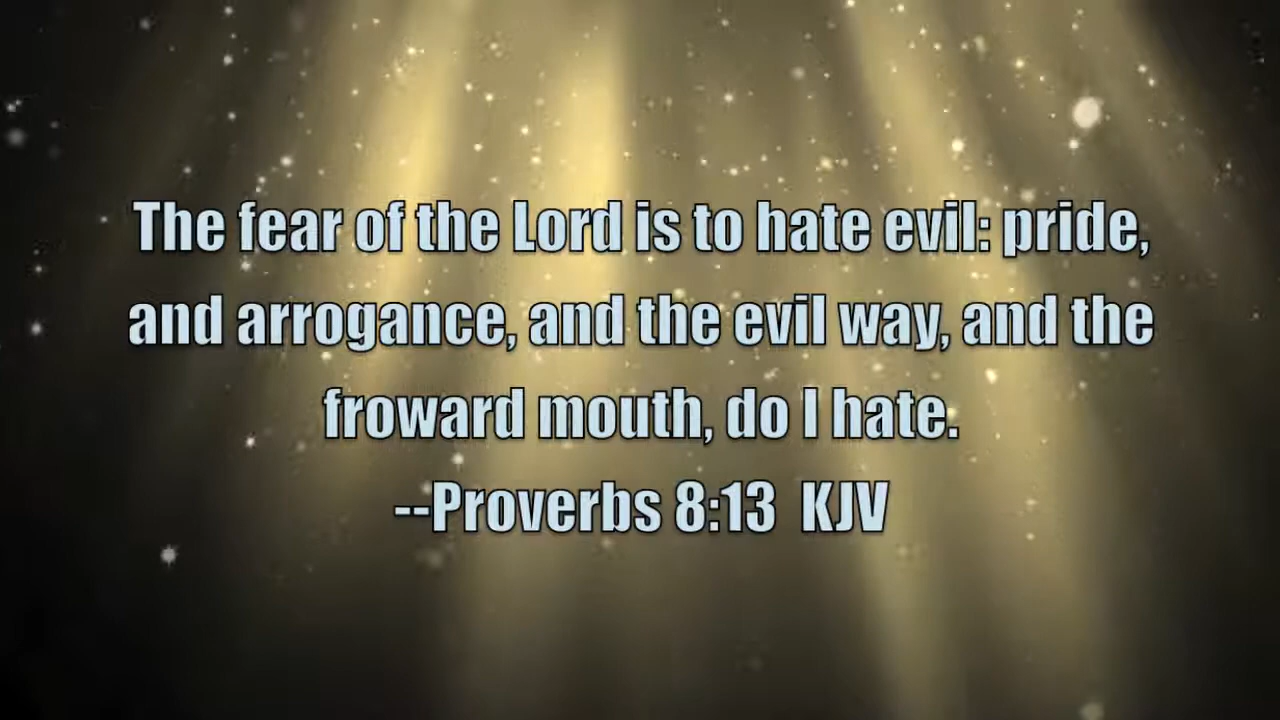 The fear of the Lord is to hate evil: pride,
and arrogance, and the evil way, and the
froward mouth, do I hate.
--Proverbs 8:13  KJV